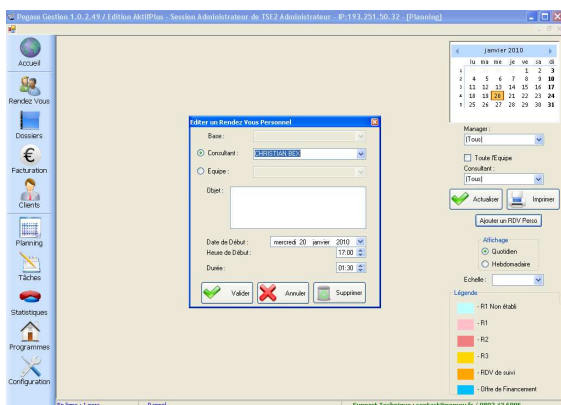 Pegase Gestion 1.0.2.49 / Edition AktifPlus - Session Administrateur de TSE2 Administrateur - IP:193.251.50.32 - [Planning]
Accueil
Rendez Vous
Dossiers
Facturation
Clients
Planning
Tâches
Statistiques
Programmes
Configuration
Editer un Rendez Vous Personnel
Base :
Consultant : CHRISTIAN BEX
Equipe :
Objet :
Date de Début : mercredi 20 janvier 2010
Heure de Début : 17:00
Durée : 01:30
Valider Annuler Supprimer
janvier 2010
lu ma me je ve sa di
1 1 2 3
2 4 5 6 7 8 9 10
3 11 12 13 14 15 16 17
4 18 19 20 21 22 23 24
5 25 26 27 28 29 30 31
Manager :
(Tous)
Toute l'Equipe
Consultant :
(Tous)
Actualiser Imprimer
Ajouter un RDV Perso
Affichage
Quotidien
Hebdomadaire
Echelle :
Légende
- R1 Non établi
- R1
- R2
- R3
- RDV de suivi
- Offre de Financement